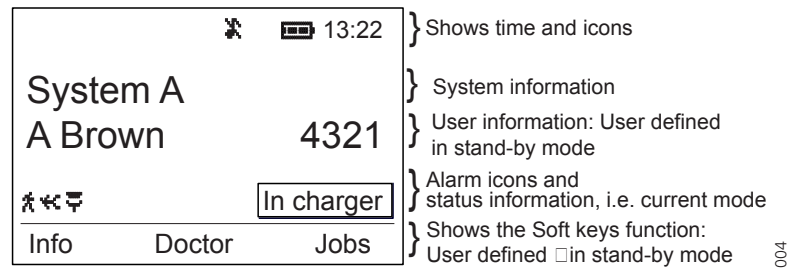 13:22 Shows time and icons
System A System information
A Brown 4321 User information: User defined
in stand-by mode
Alarm icons and
In charger status information, i.e. current mode
Shows the Soft keys function:
Info Doctor Jobs User defined □in stand-by mode
004